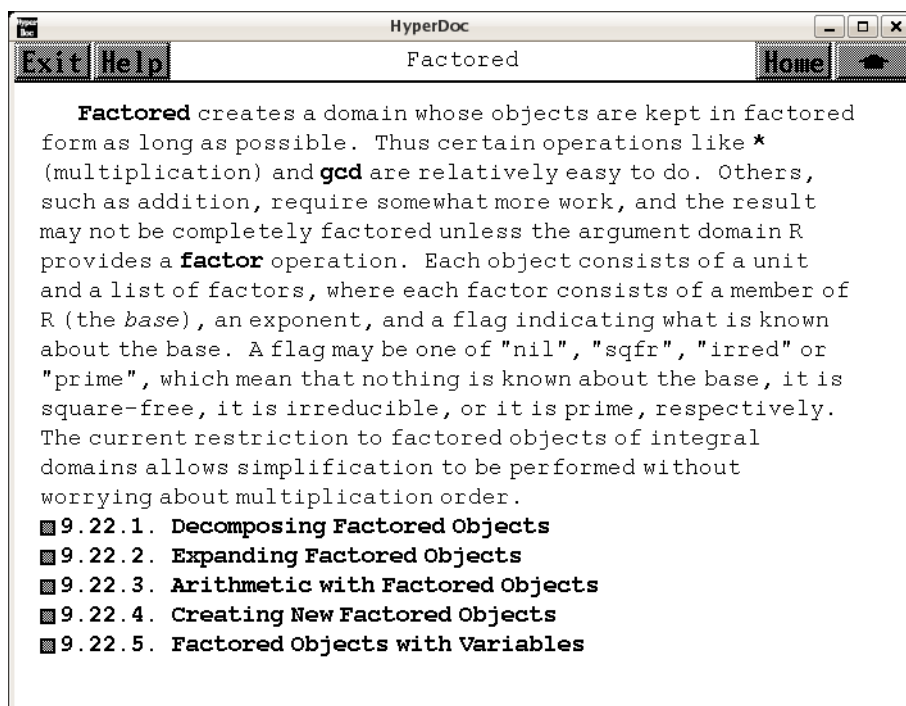 Hyper Doc
HyperDoc
Exit Help Factored Home
Factored creates a domain whose objects are kept in factored
form as long as possible. Thus certain operations like *
(multiplication) and gcd are relatively easy to do. Others,
such as addition, require somewhat more work, and the result
may not be completely factored unless the argument domain R
provides a factor operation. Each object consists of a unit
and a list of factors, where each factor consists of a member of
R (the base), an exponent, and a flag indicating what is known
about the base. A flag may be one of "nil", "sqfr", "irred" or
"prime", which mean that nothing is known about the base, it is
square-free, it is irreducible, or it is prime, respectively.
The current restriction to factored objects of integral
domains allows simplification to be performed without
worrying about multiplication order.
9.22.1. Decomposing Factored Objects
9.22.2. Expanding Factored Objects
9.22.3. Arithmetic with Factored Objects
9.22.4. Creating New Factored Objects
9.22.5. Factored Objects with Variables